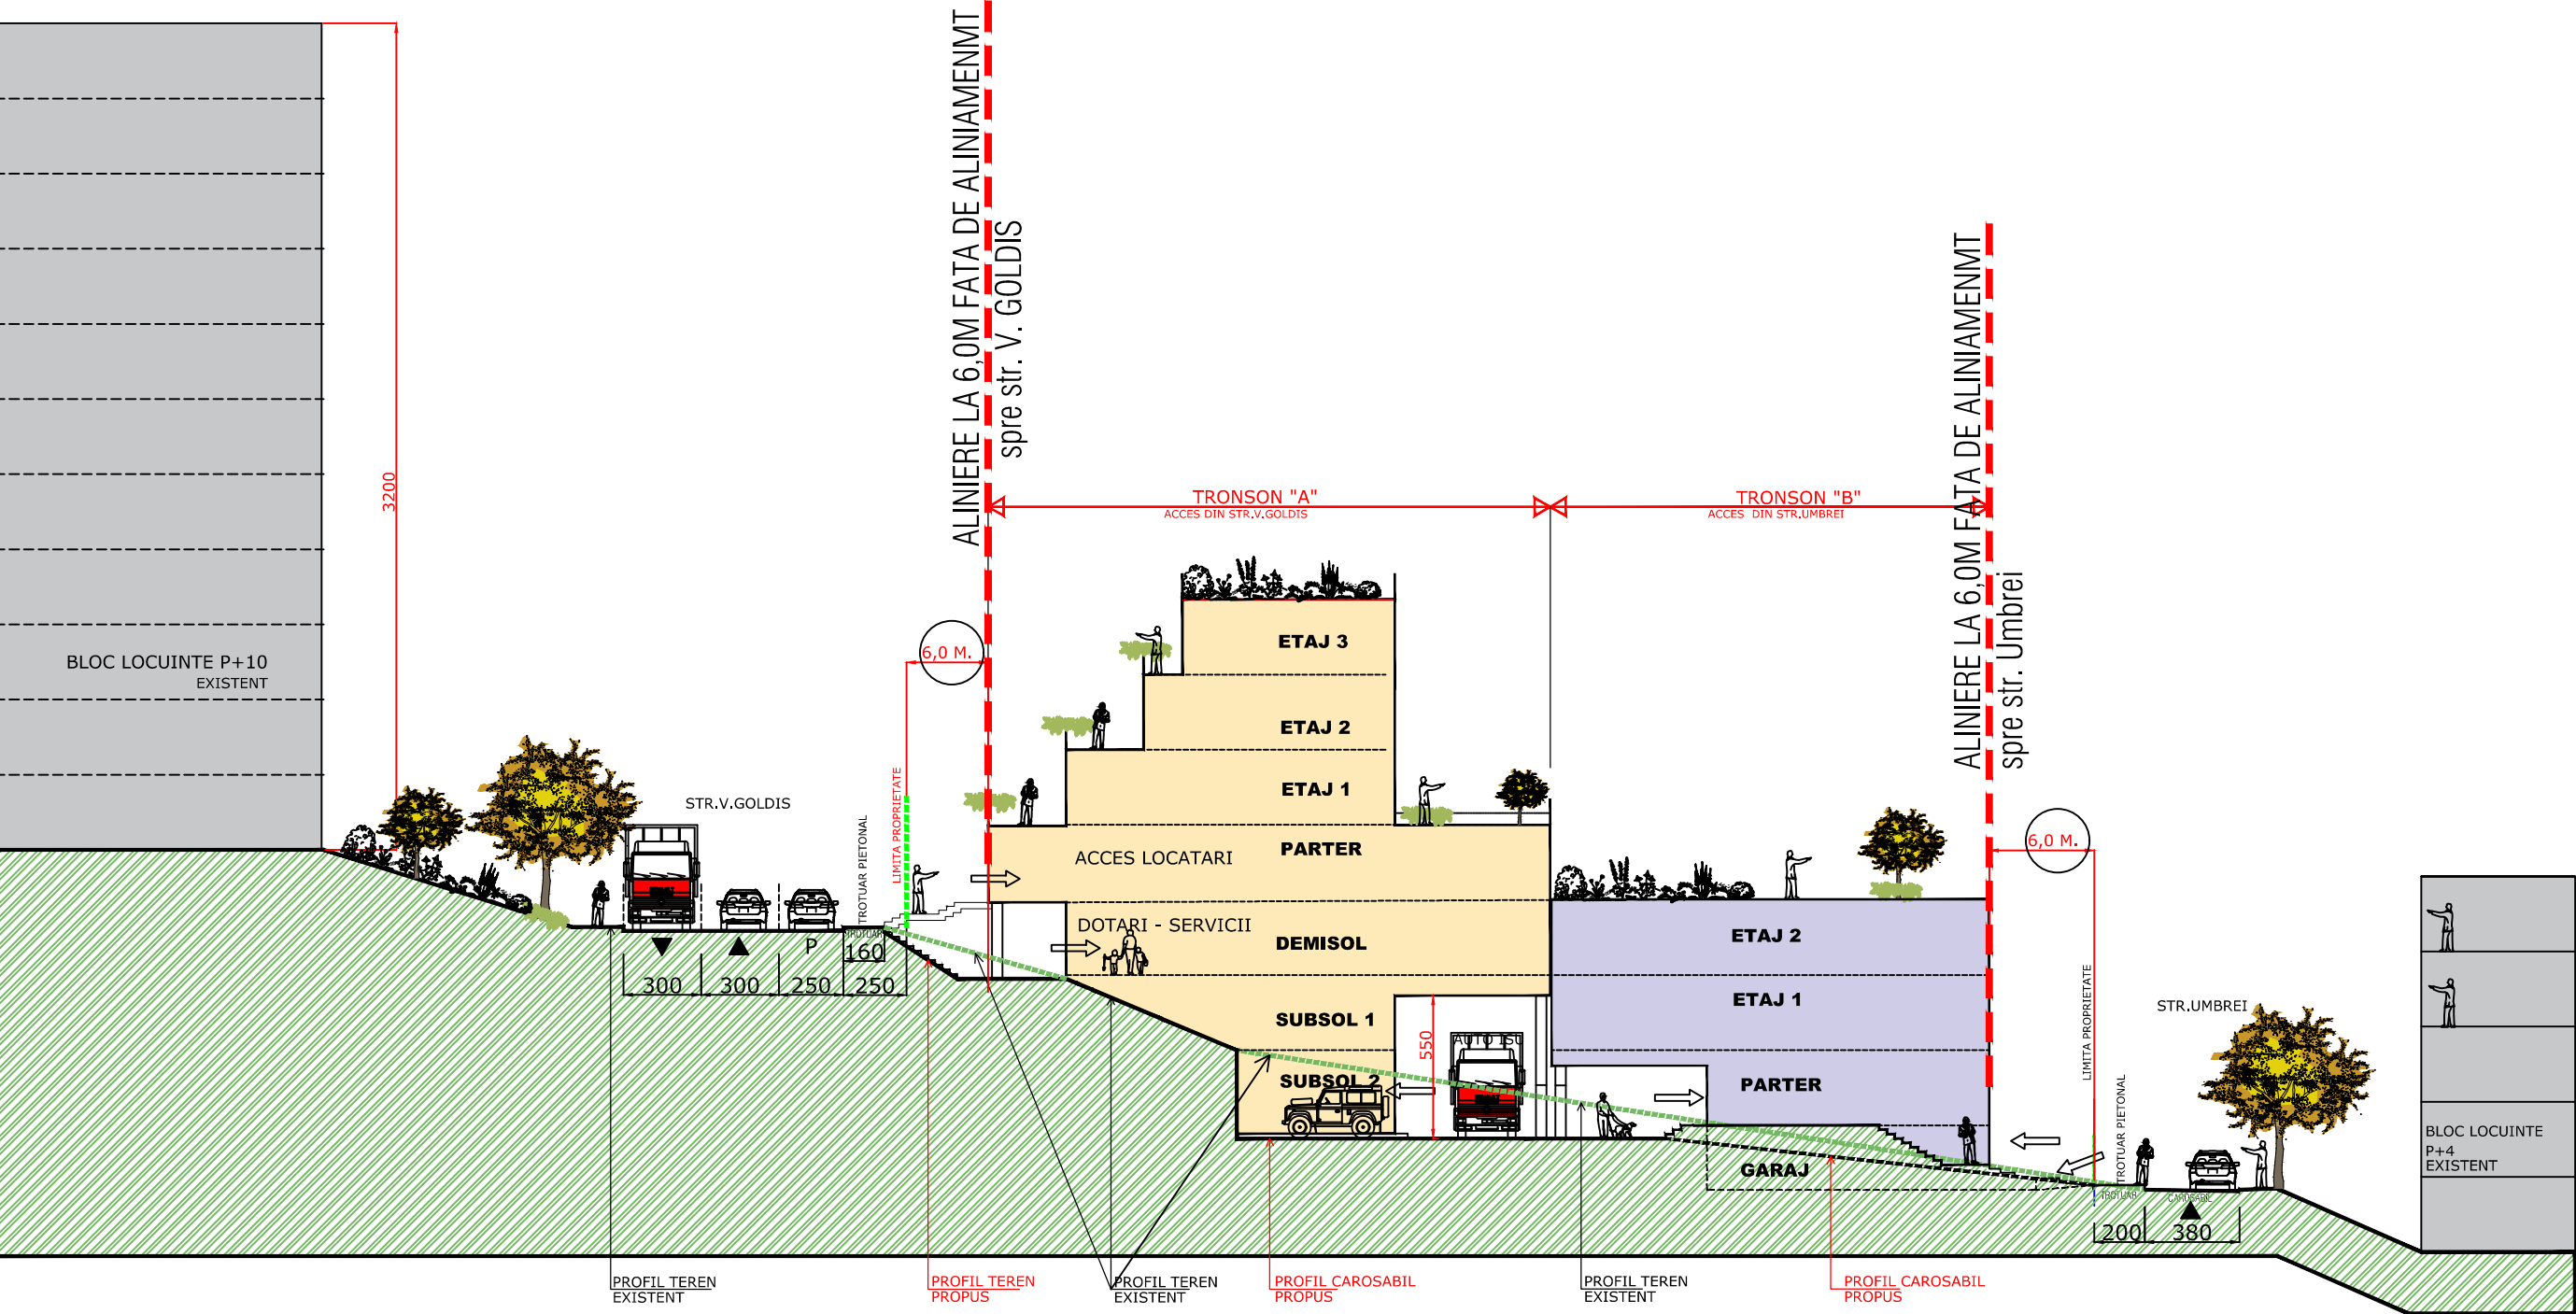 ALINIERE LA 6,0M FATA DE ALINIAMENMT
spre str. V. GOLDIS
ALINIERE LA 6,0M FATA DE ALINIAMENMT
spre str. Umbrei
3200
TRONSON "A"
ACCES DIN STR.V.GOLDIS
TRONSON "B"
ACCES DIN STR.UMBREI
BLOC LOCUINTE P+10
EXISTENT
6,0 M.
ETAJ 3
ETAJ 2
ETAJ 1
STR.V.GOLDIS
LIMITA PROPRIETATE
TROTUAR PIETONAL
ACCES LOCATARI
PARTER
6,0 M.
DOTARI - SERVICII
DEMISOL
ETAJ 2
P
TROTUAR
160
300
300
250
250
ETAJ 1
SUBSOL 1
550
AUTO ISU
SUBSOL 2
PARTER
GARAJ
LIMITA PROPRIETATE
TROTUAR PIETONAL
STR.UMBREI
TROTUAR
CAROSABIL
200
380
BLOC LOCUINTE
P+4
EXISTENT
PROFIL TEREN
EXISTENT
PROFIL TEREN
PROPUS
PROFIL TEREN
EXISTENT
PROFIL CAROSABIL
PROPUS
PROFIL TEREN
EXISTENT
PROFIL CAROSABIL
PROPUS